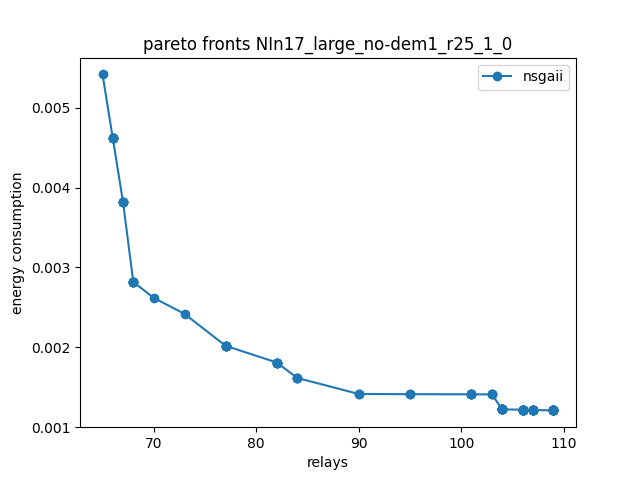 pareto fronts NIn17_large_no-dem1_r25_1_0
nsgaii
0.005
0.004
0.003
0.002
0.001
energy consumption
70 80 90 100 110
relays